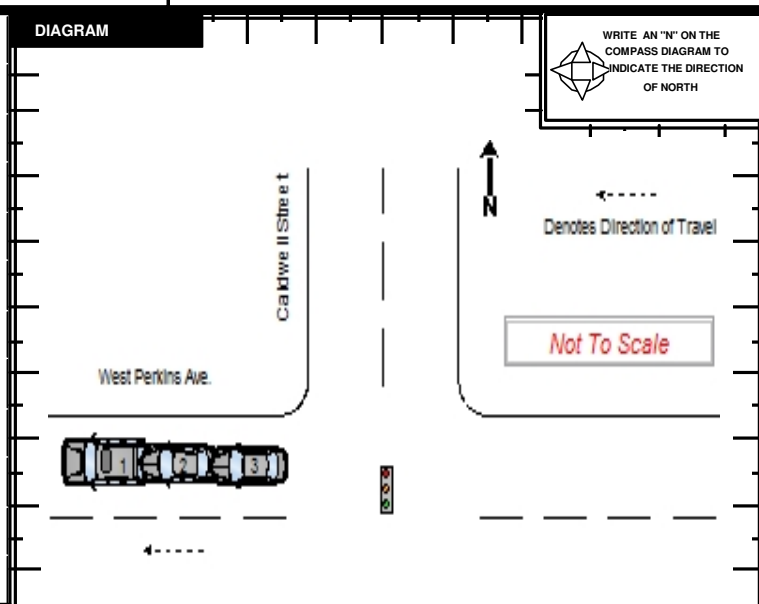 DIAGRAM
WRITE AN "N" ON THE
COMPASS DIAGRAM TO
INDICATE THE DIRECTION
OF NORTH
N
Denotes Direction of Travel
Caldwell Street
Not To Scale
West Perkins Ave.
1 2 3